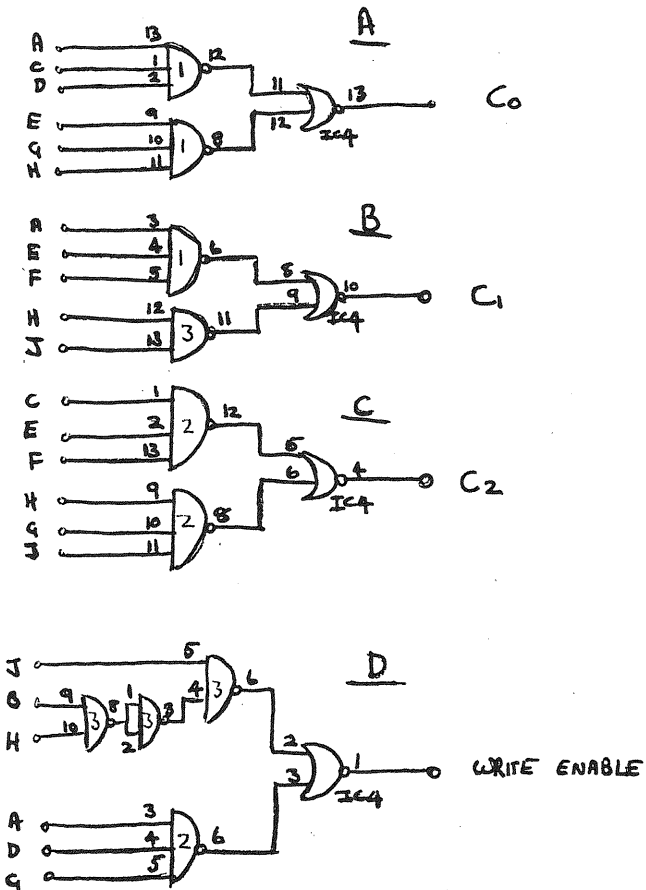 A
A 13
C 1 1 12
D 2
11 13 C0
12 IC4
E 9
G 10 1 8
H 11
B
A 3
E 4 1 6
F 5
8 10 C1
9 IC4
H 12 3 11
J 13
C
C 1
E 2 2 12
F 13
5 4 C2
6 IC4
H 9
G 10 2 8
J 11
D
J 5
3 6
B 9 3 8 1 3 3 4
H 10 2
2 1 WRITE ENABLE
3 IC4
A 3
D 4 2 6
G 5